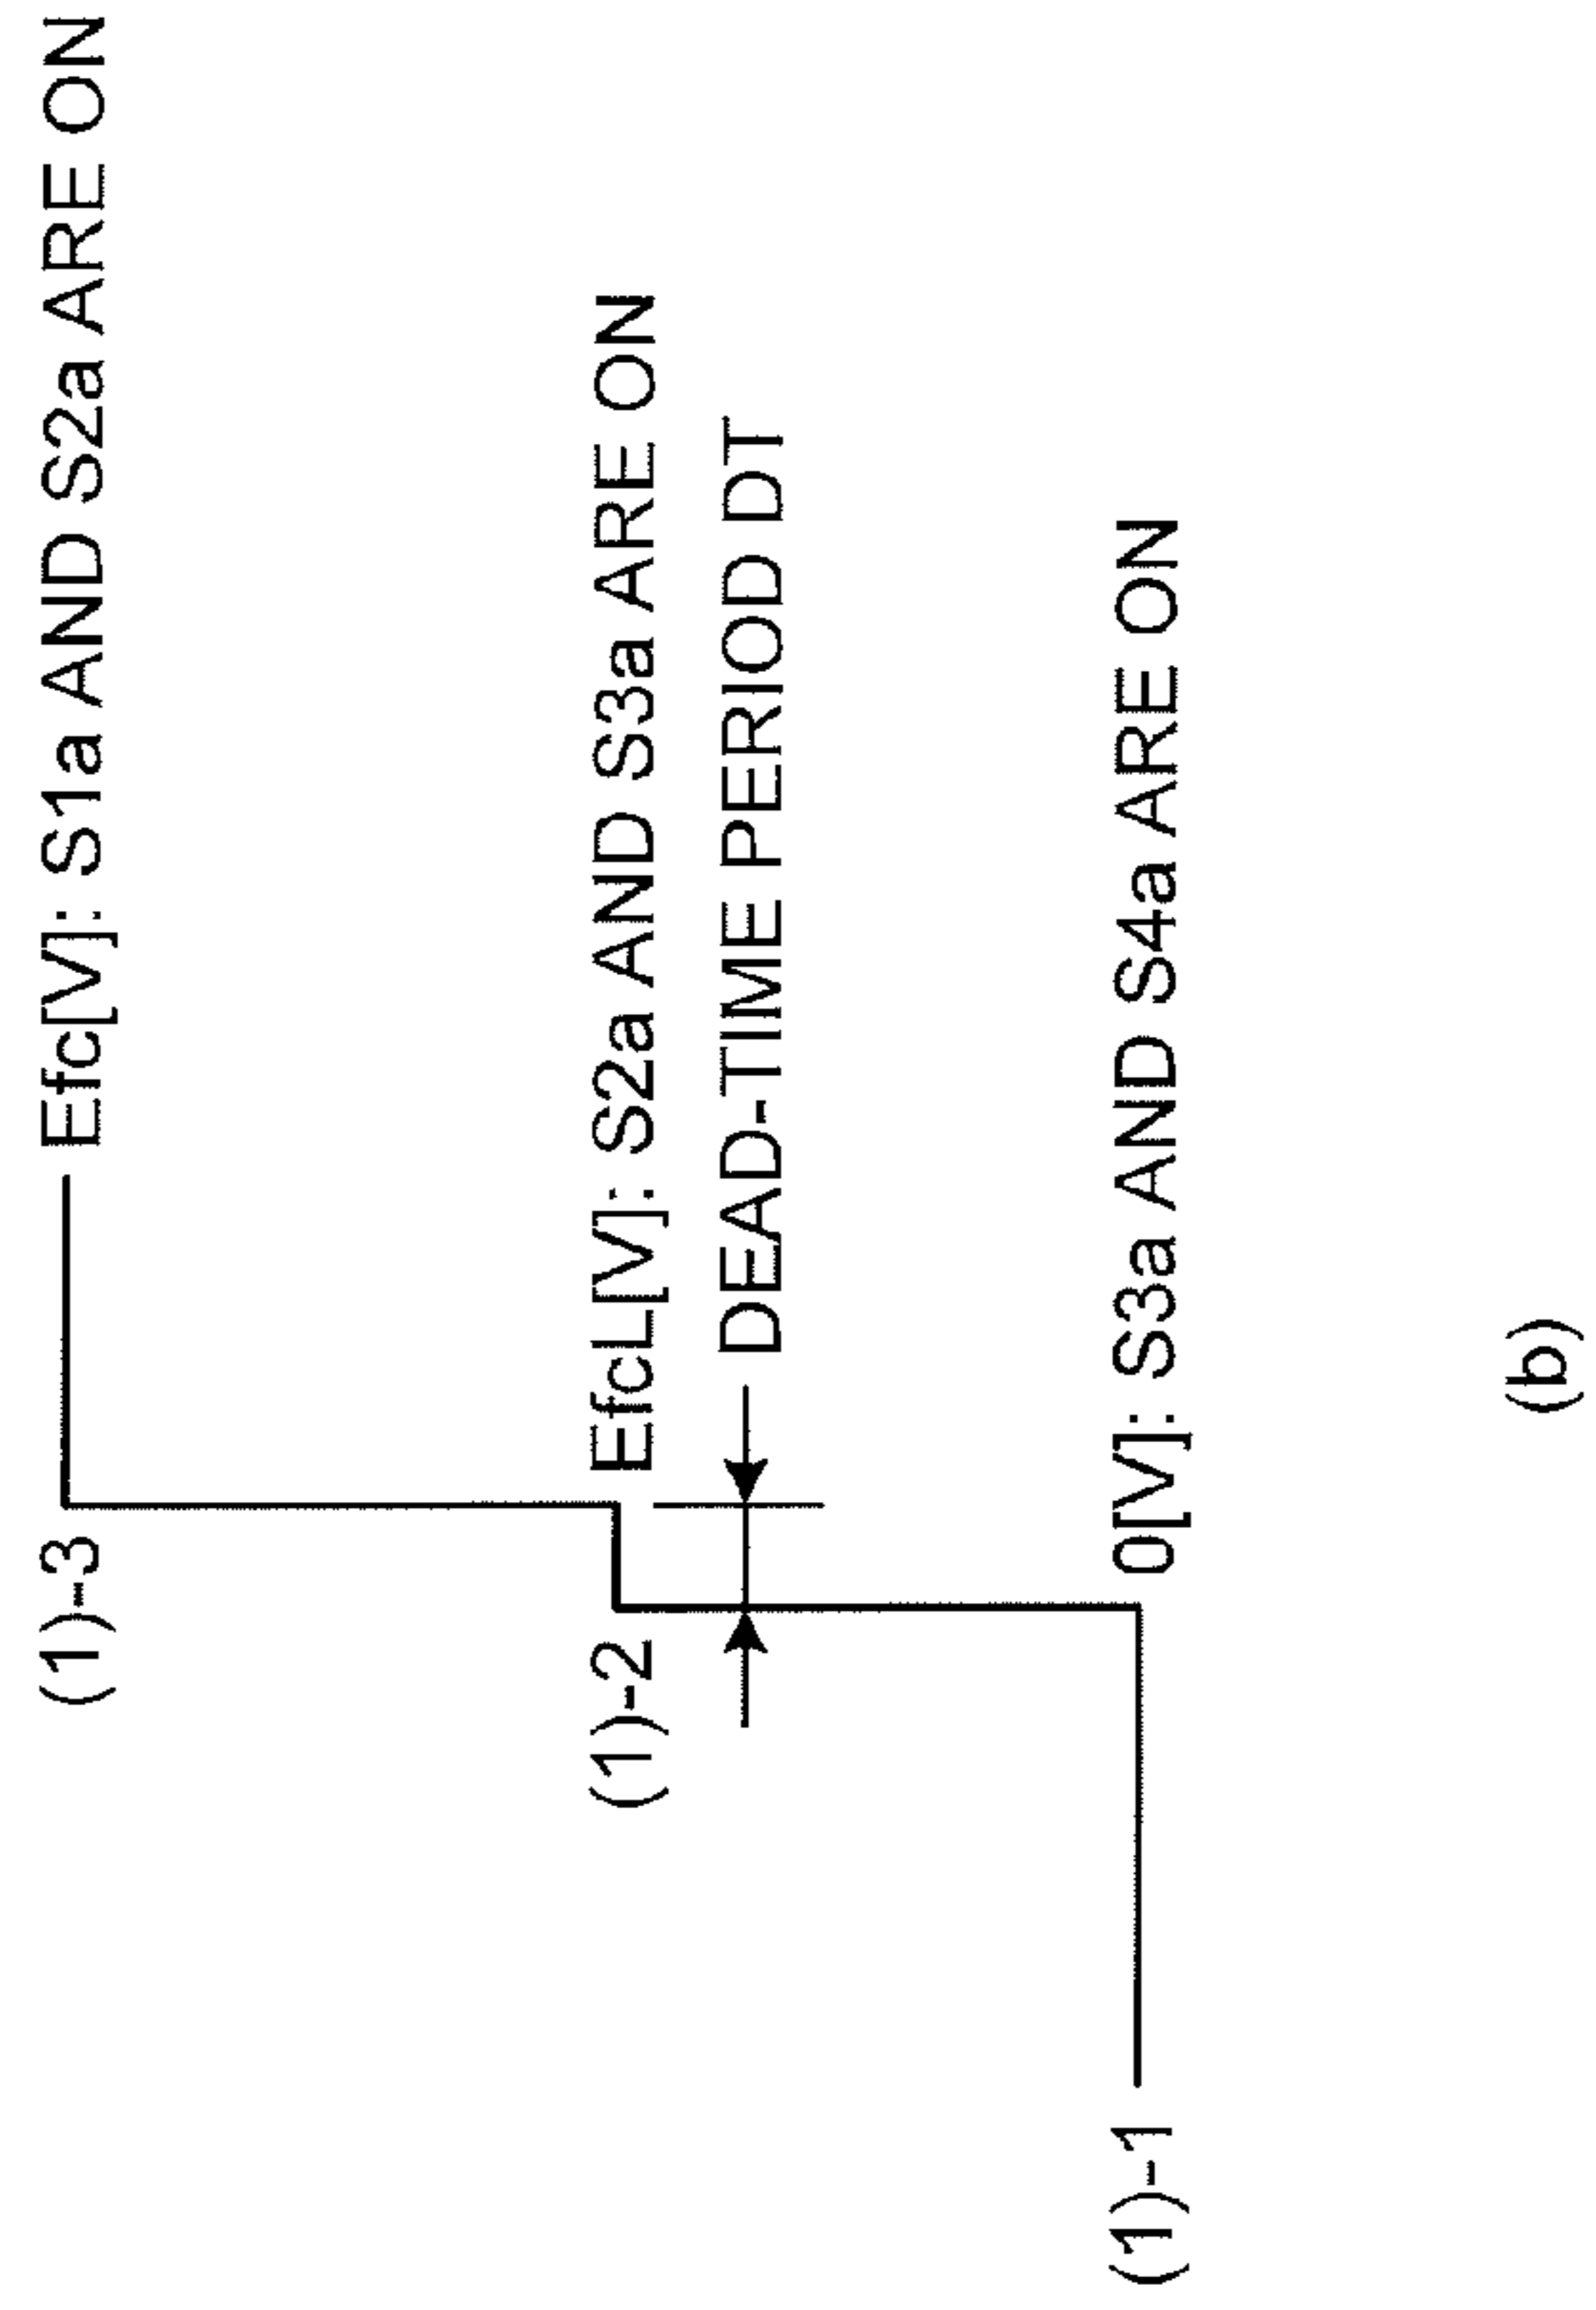 (1)-3
Efc[V]: S1a AND S2a ARE ON
(1)-2
EfcL[V]: S2a AND S3a ARE ON
DEAD-TIME PERIOD DT
(1)-1
0[V]: S3a AND S4a ARE ON
(b)